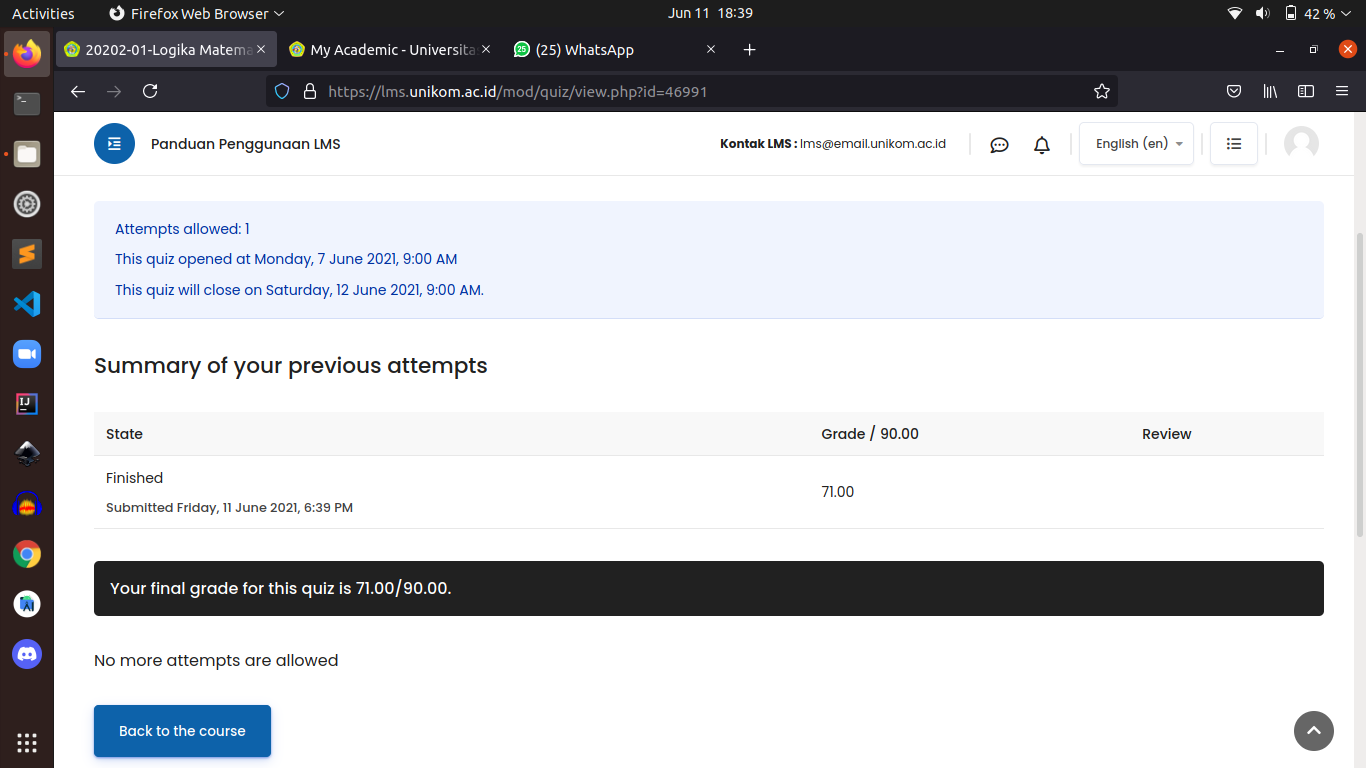 Activities Firefox Web Browser Jun 11 18:39 42 %
20202-01-Logika Matema My Academic - Universita (25) WhatsApp
https://lms.unikom.ac.id/mod/quiz/view.php?id=46991
Panduan Penggunaan LMS Kontak LMS : lms@email.unikom.ac.id English (en)
Attempts allowed: 1
This quiz opened at Monday, 7 June 2021, 9:00 AM
This quiz will close on Saturday, 12 June 2021, 9:00 AM.
Summary of your previous attempts
State Grade / 90.00 Review
Finished
71.00
Submitted Friday, 11 June 2021, 6:39 PM
Your final grade for this quiz is 71.00/90.00.
No more attempts are allowed
Back to the course